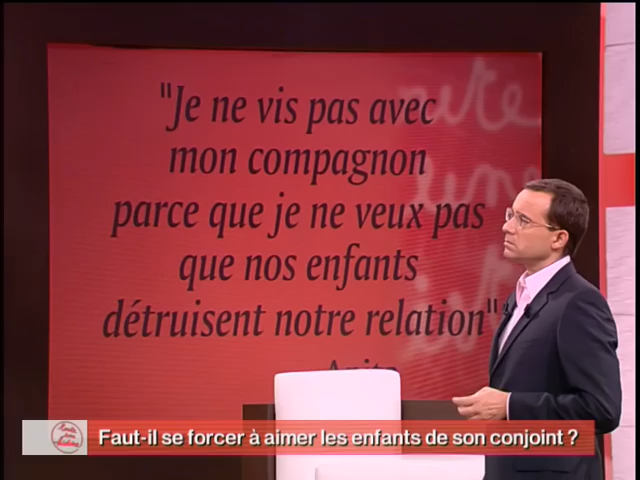 "Je ne vis pas avec
mon compagnon
parce que je ne veux pas
que nos enfants
détruisent notre relation"
Anita
Faut-il se forcer à aimer les enfants de son conjoint ?